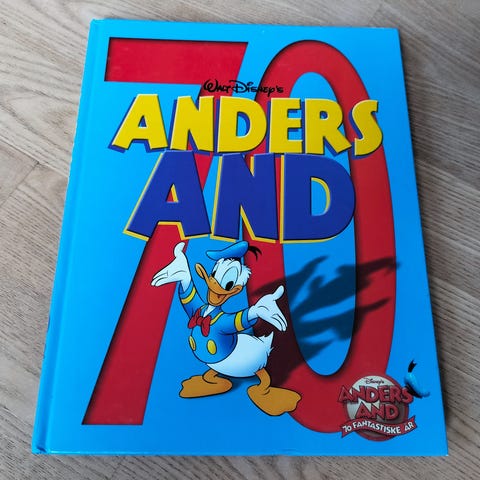 70
Walt Disney's
ANDERS
AND
Disney's
ANDERS
AND
70 FANTASTISKE ÅR